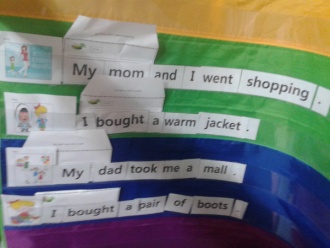 My mom and I went shopping.
I bought a warm jacket.
My dad took me a mall.
I bought a pair of boots.